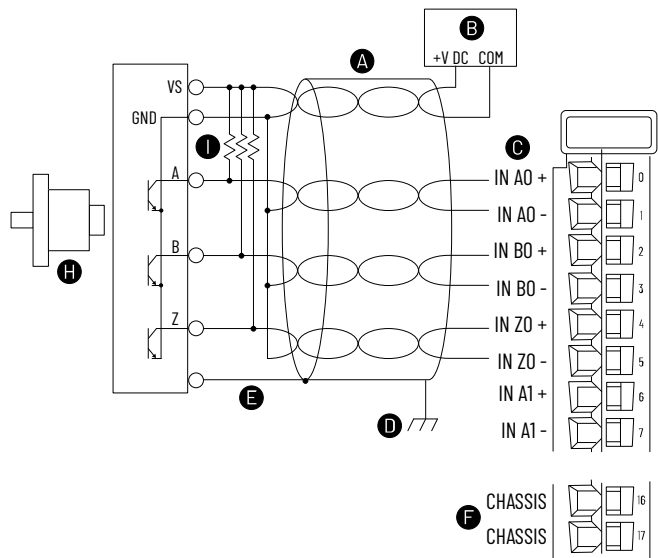 B
+V DC COM
A
VS
GND
I
C
A
IN A0 +
0
IN A0 -
1
B
IN B0 +
2
H
IN B0 -
3
Z
IN Z0 +
4
IN Z0 -
5
E
IN A1 +
6
D
IN A1 -
7
F
CHASSIS
16
CHASSIS
17